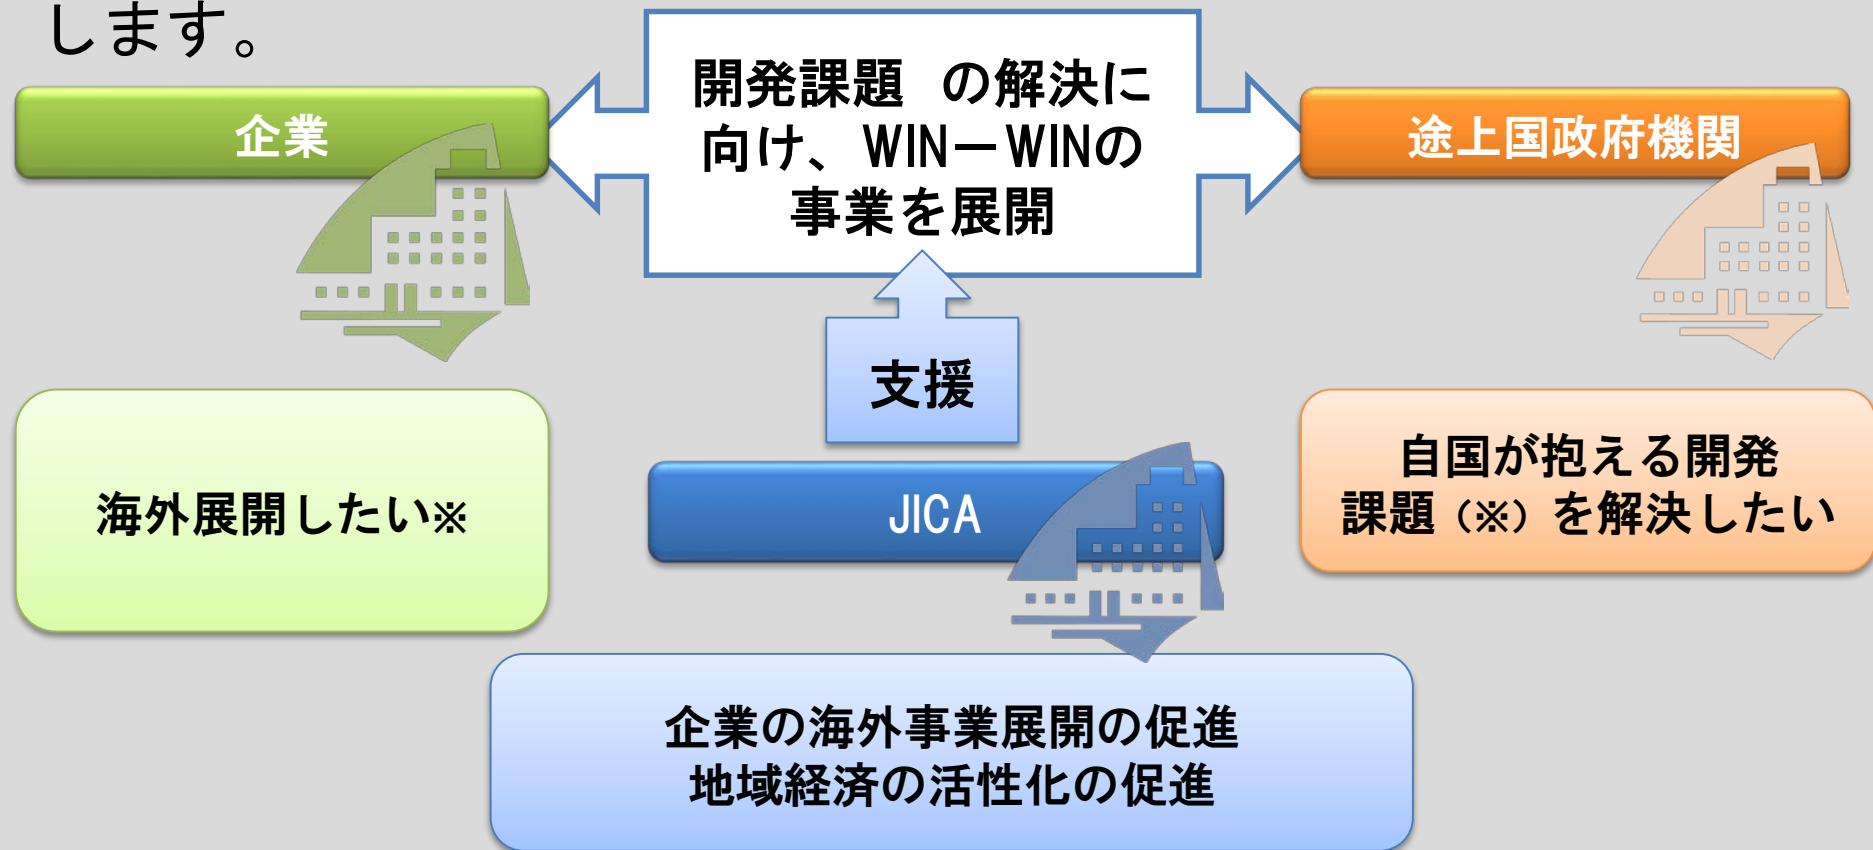 します。
開発課題　の解決に
向け、WIN－WINの
事業を展開
企業
途上国政府機関
支援
海外展開したい※
JICA
自国が抱える開発
課題（※）を解決したい
企業の海外事業展開の促進
地域経済の活性化の促進